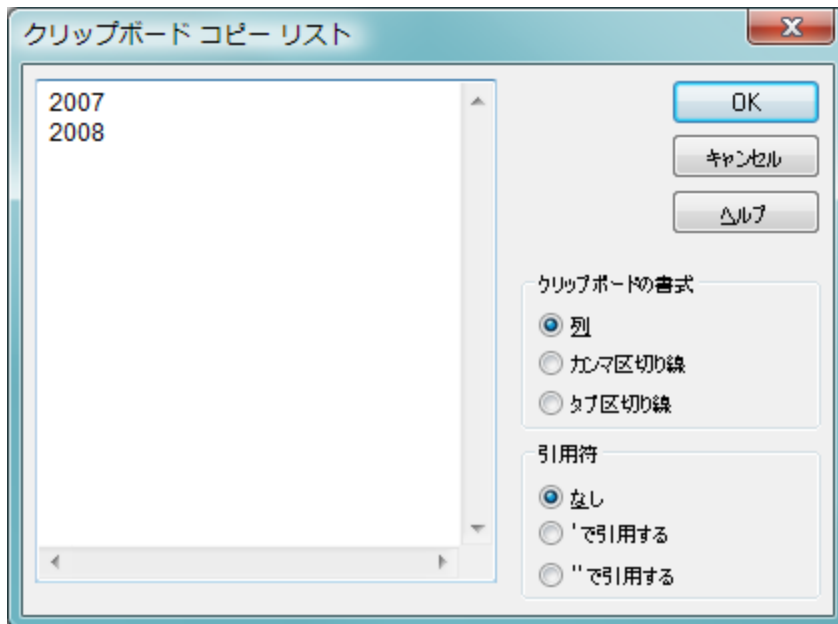 クリップボード コピー リスト
2007
2008
OK
キャンセル
ヘルプ
クリップボードの書式
列
カンマ区切り線
タブ区切り線
引用符
なし
'で引用する
"で引用する